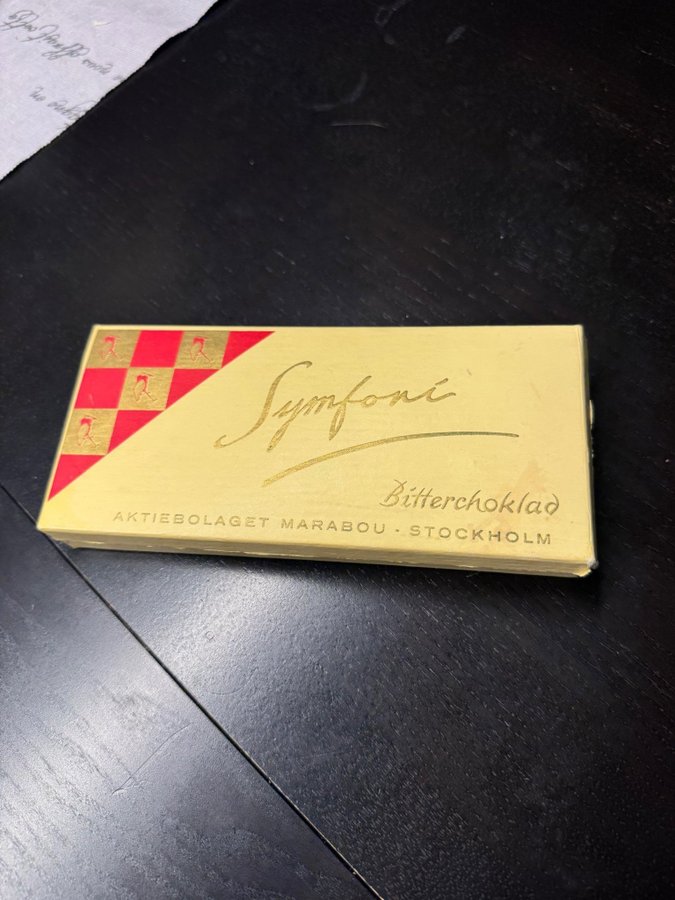 Symfoni
Bitterchoklad
AKTIEBOLAGET MARABOU - STOCKHOLM